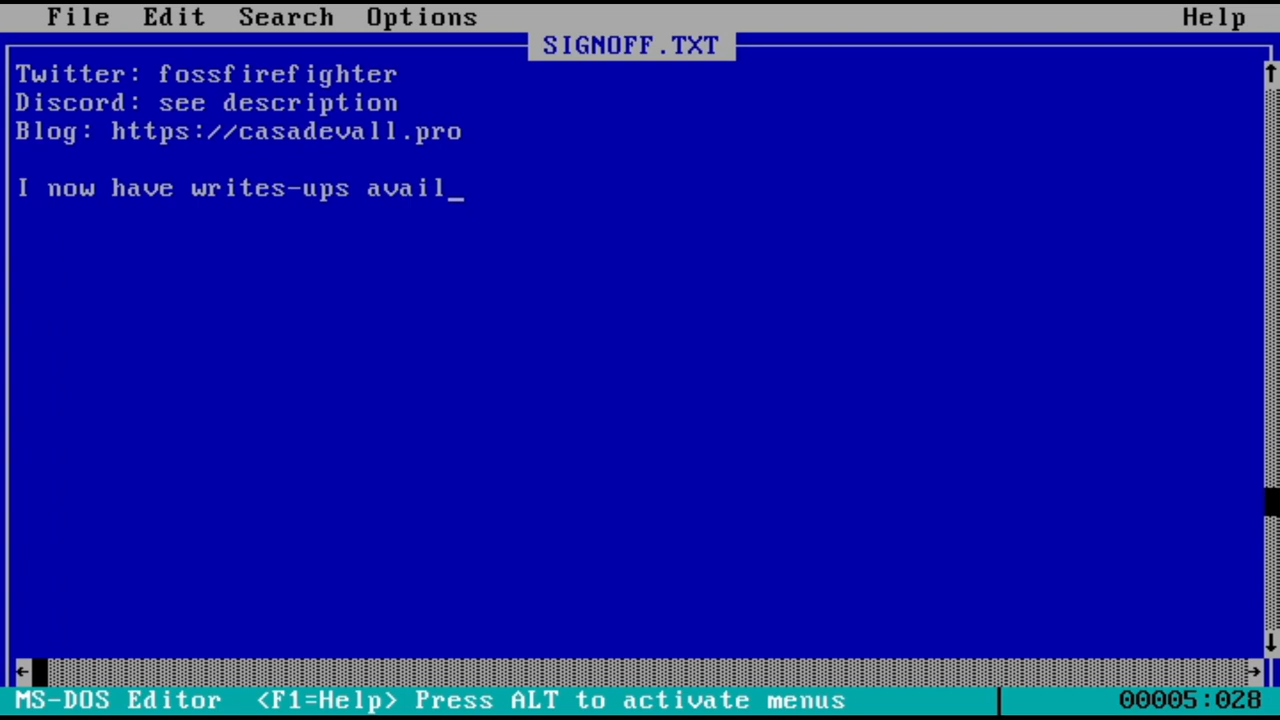 File Edit Search Options Help
SIGNOFF.TXT
Twitter: fossfirefighter
Discord: see description
Blog: https://casadevall.pro
I now have writes-ups avail_
MS-DOS Editor <F1=Help> Press ALT to activate menus 00005:028